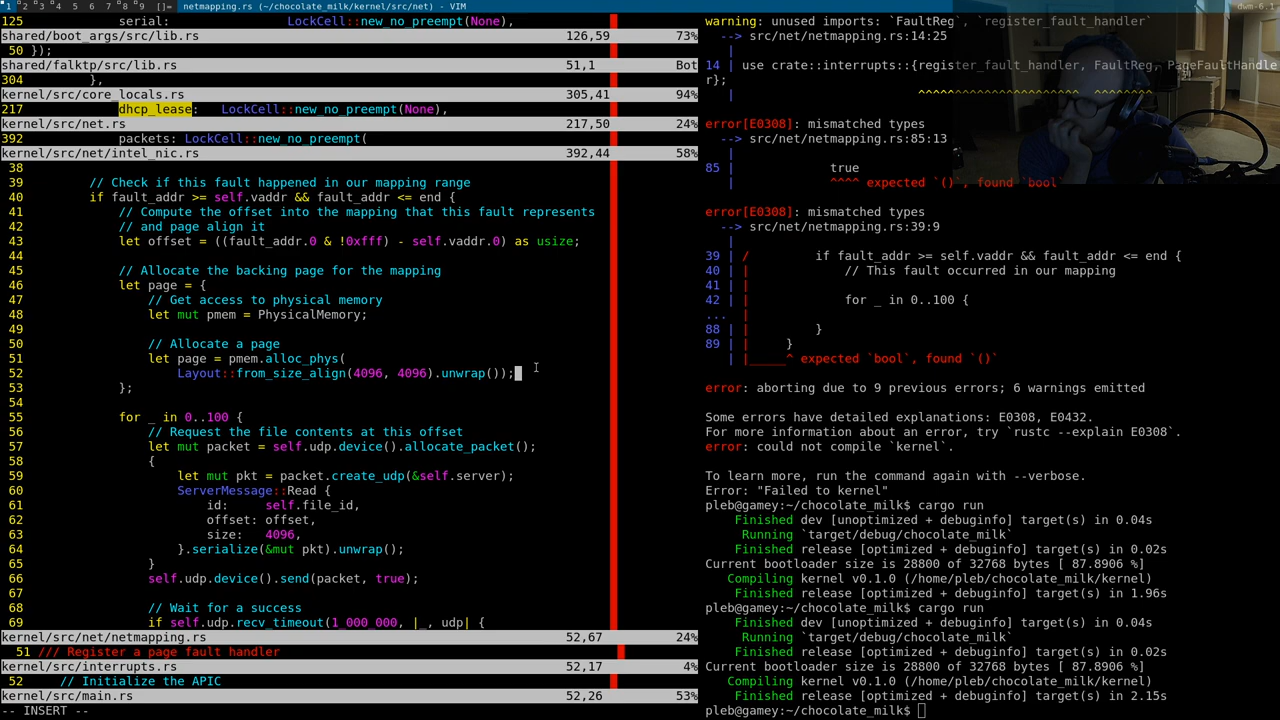 1 2 3 4 5 6 7 8 9 []= netmapping.rs (~/chocolate_milk/kernel/src/net) - VIM dwm-6.1
serial: LockCell::new_no_preempt(None),
shared/boot_args/src/lib.rs 126,59 73%
50 });
shared/falktp/src/lib.rs 51,1 Bot
304 },
kernel/src/core_locals.rs 305,41 94%
217 dhcp_lease: LockCell::new_no_preempt(None),
kernel/src/net.rs 217,50 24%
392 packets: LockCell::new_no_preempt(
kernel/src/net/intel_nic.rs 392,44 58%
38
39 // Check if this fault happened in our mapping range
40 if fault_addr >= self.vaddr && fault_addr <= end {
41 // Compute the offset into the mapping that this fault represents
42 // and page align it
43 let offset = ((fault_addr.0 & !0xfff) - self.vaddr.0) as usize;
44
45 // Allocate the backing page for the mapping
46 let page = {
47 // Get access to physical memory
48 let mut pmem = PhysicalMemory;
49
50 // Allocate a page
51 let page = pmem.alloc_phys(
52 Layout::from_size_align(4096, 4096).unwrap());
53 };
54
55 for _ in 0..100 {
56 // Request the file contents at this offset
57 let mut packet = self.udp.device().allocate_packet();
58 {
59 let mut pkt = packet.create_udp(&self.server);
60 ServerMessage::Read {
61 id: self.file_id,
62 offset: offset,
63 size: 4096,
64 }.serialize(&mut pkt).unwrap();
65 }
66 self.udp.device().send(packet, true);
67
68 // Wait for a success
69 if self.udp.recv_timeout(1_000_000, |_, udp| {
kernel/src/net/netmapping.rs 52,67 24%
51 /// Register a page fault handler
kernel/src/interrupts.rs 52,17 4%
52 // Initialize the APIC
kernel/src/main.rs 52,26 53%
-- INSERT --
warning: unused imports: `FaultReg`, `register_fault_handler`
--> src/net/netmapping.rs:14:25
|
14 | use crate::interrupts::{register_fault_handler, FaultReg, PageFaultHandle
r};
| ^^^^^^^^^^^^^^^^^^^^^^ ^^^^^^^^
error[E0308]: mismatched types
--> src/net/netmapping.rs:85:13
|
85 | true
| ^^^^ expected `()`, found `bool`
error[E0308]: mismatched types
--> src/net/netmapping.rs:39:9
|
39 | / if fault_addr >= self.vaddr && fault_addr <= end {
40 | | // This fault occurred in our mapping
41 | |
42 | | for _ in 0..100 {
... |
88 | | }
89 | | }
| |_____^ expected `bool`, found `()`
error: aborting due to 9 previous errors; 6 warnings emitted
Some errors have detailed explanations: E0308, E0432.
For more information about an error, try `rustc --explain E0308`.
error: could not compile `kernel`.
To learn more, run the command again with --verbose.
Error: "Failed to kernel"
pleb@gamey:~/chocolate_milk$ cargo run
Finished dev [unoptimized + debuginfo] target(s) in 0.04s
Running `target/debug/chocolate_milk`
Finished release [optimized + debuginfo] target(s) in 0.02s
Current bootloader size is 28800 of 32768 bytes [ 87.8906 %]
Compiling kernel v0.1.0 (/home/pleb/chocolate_milk/kernel)
Finished release [optimized + debuginfo] target(s) in 1.96s
pleb@gamey:~/chocolate_milk$ cargo run
Finished dev [unoptimized + debuginfo] target(s) in 0.04s
Running `target/debug/chocolate_milk`
Finished release [optimized + debuginfo] target(s) in 0.02s
Current bootloader size is 28800 of 32768 bytes [ 87.8906 %]
Compiling kernel v0.1.0 (/home/pleb/chocolate_milk/kernel)
Finished release [optimized + debuginfo] target(s) in 2.15s
pleb@gamey:~/chocolate_milk$